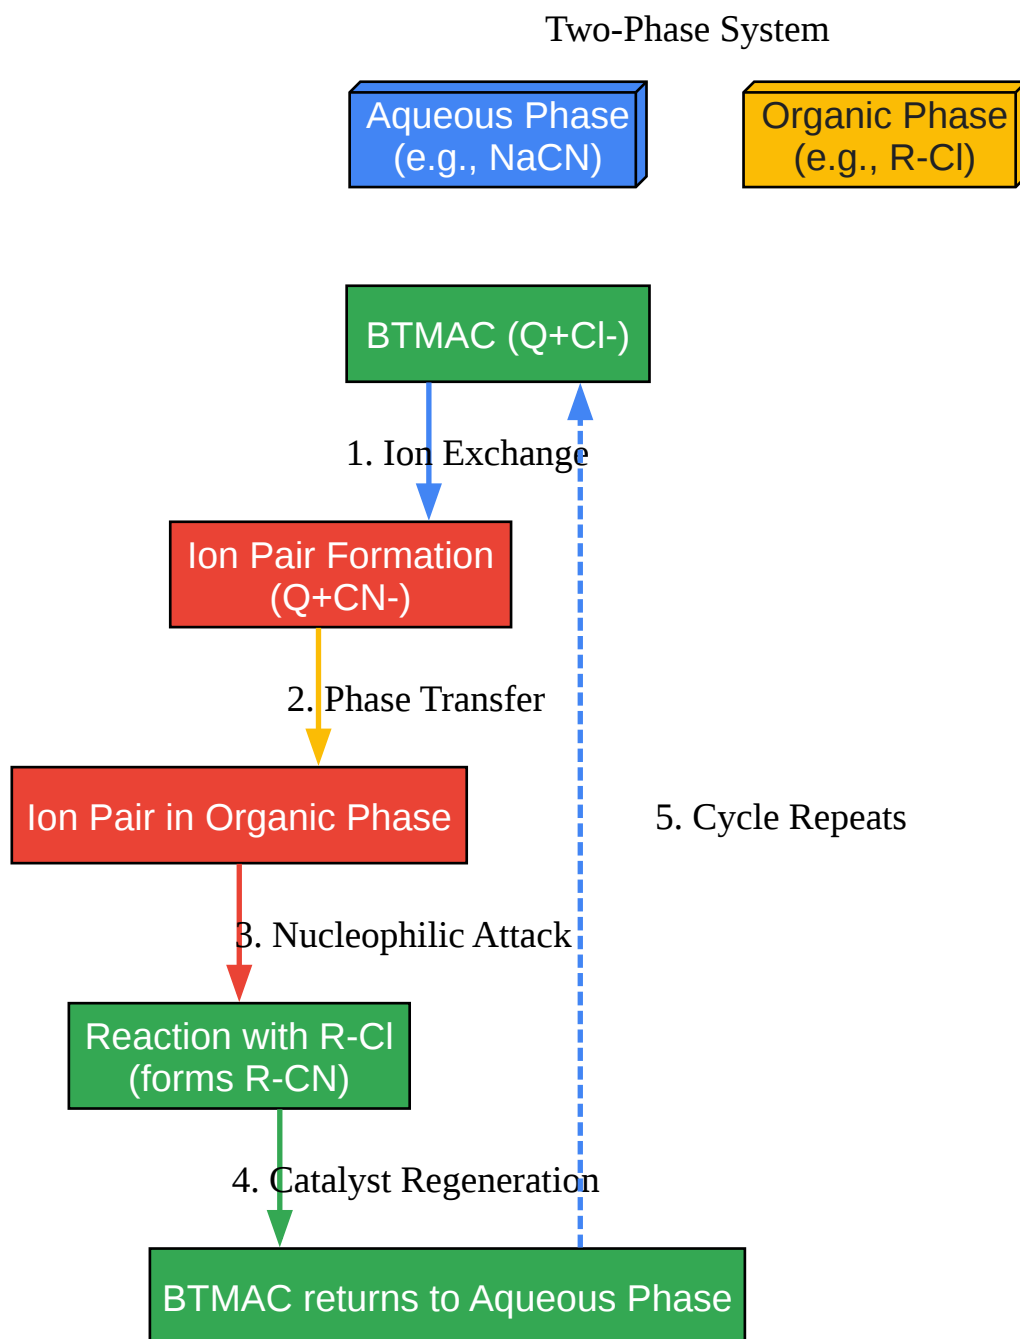 Two-Phase System
Aqueous Phase
(e.g., NaCN)
Organic Phase
(e.g., R-Cl)
BTMAC (Q+Cl-)
1. Ion Exchange
Ion Pair Formation
(Q+CN-)
2. Phase Transfer
Ion Pair in Organic Phase
5. Cycle Repeats
3. Nucleophilic Attack
Reaction with R-Cl
(forms R-CN)
4. Catalyst Regeneration
BTMAC returns to Aqueous Phase